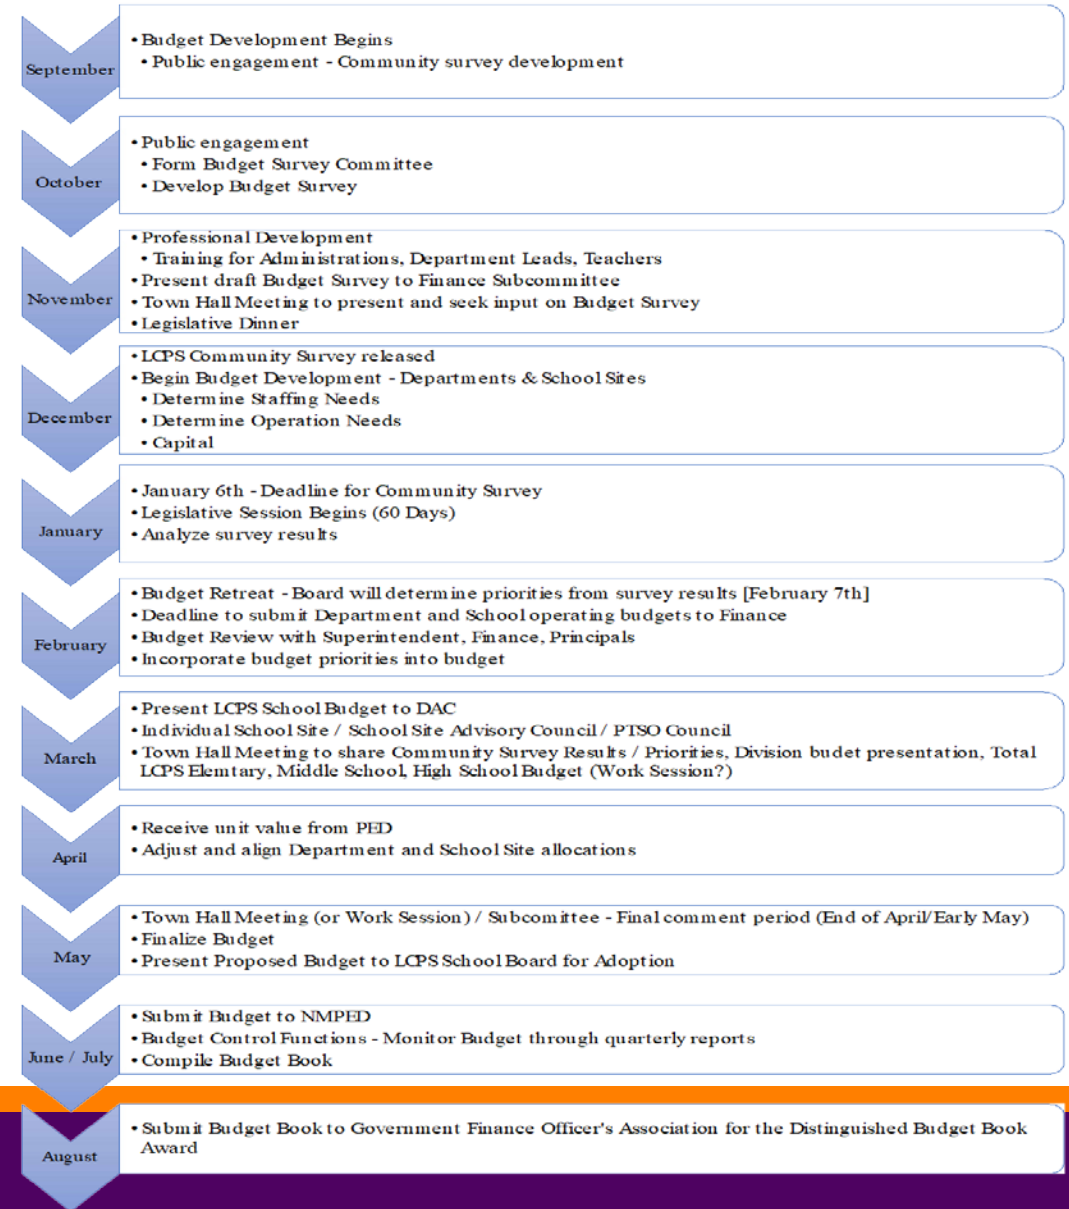 September
• Budget Development Begins
• Public engagement - Community survey development
October
• Public engagement
• Form Budget Survey Committee
• Develop Budget Survey
November
• Professional Development
• Training for Administrations, Department Leads, Teachers
• Present draft Budget Survey to Finance Subcommittee
• Town Hall Meeting to present and seek input on Budget Survey
• Legislative Dinner
December
• LCPS Community Survey released
• Begin Budget Development - Departments & School Sites
• Determine Staffing Needs
• Determine Operation Needs
• Capital
January
• January 6th - Deadline for Community Survey
• Legislative Session Begins (60 Days)
• Analyze survey results
February
• Budget Retreat - Board will determine priorities from survey results [February 7th]
• Deadline to submit Department and School operating budgets to Finance
• Budget Review with Superintendent, Finance, Principals
• Incorporate budget priorities into budget
March
• Present LCPS School Budget to DAC
• Individual School Site / School Site Advisory Council / PTSO Council
• Town Hall Meeting to share Community Survey Results / Priorities, Division budet presentation, Total
LCPS Elemtary, Middle School, High School Budget (Work Session?)
April
• Receive unit value from PED
• Adjust and align Department and School Site allocations
May
• Town Hall Meeting (or Work Session) / Subcomittee - Final comment period (End of April/Early May)
• Finalize Budget
• Present Proposed Budget to LCPS School Board for Adoption
June / July
• Submit Budget to NMPED
• Budget Control Functions - Monitor Budget through quarterly reports
• Compile Budget Book
August
• Submit Budget Book to Government Finance Officer's Association for the Distinguished Budget Book
Award